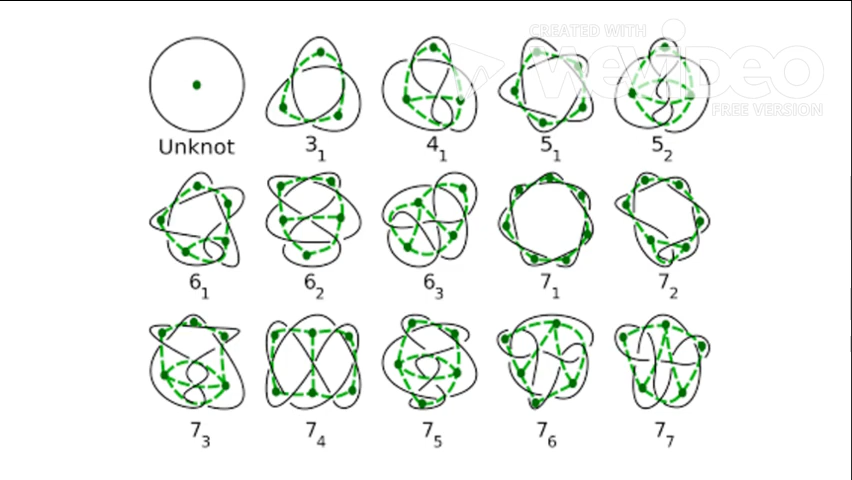 CREATED WITH
wevideo
FREE VERSION
Unknot 3₁ 4₁ 5₁ 5₂
6₁ 6₂ 6₃ 7₁ 7₂
7₃ 7₄ 7₅ 7₆ 7₇